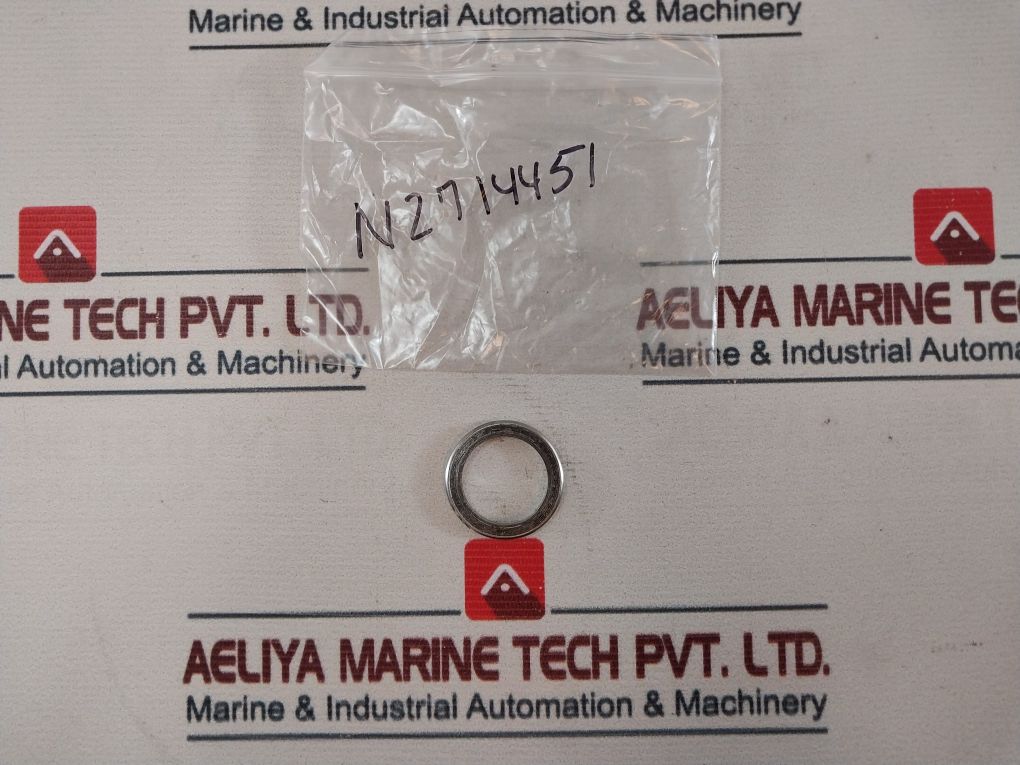 Marine & Industrial Automation & Machinery
N2714451
NE TECH PVT. LTD.
al Automation & Machinery
AELIYA MARINE TEC
Marine & Industrial Automa
AELIYA MARINE TECH PVT. LTD.
Marine & Industrial Automation & Machinery